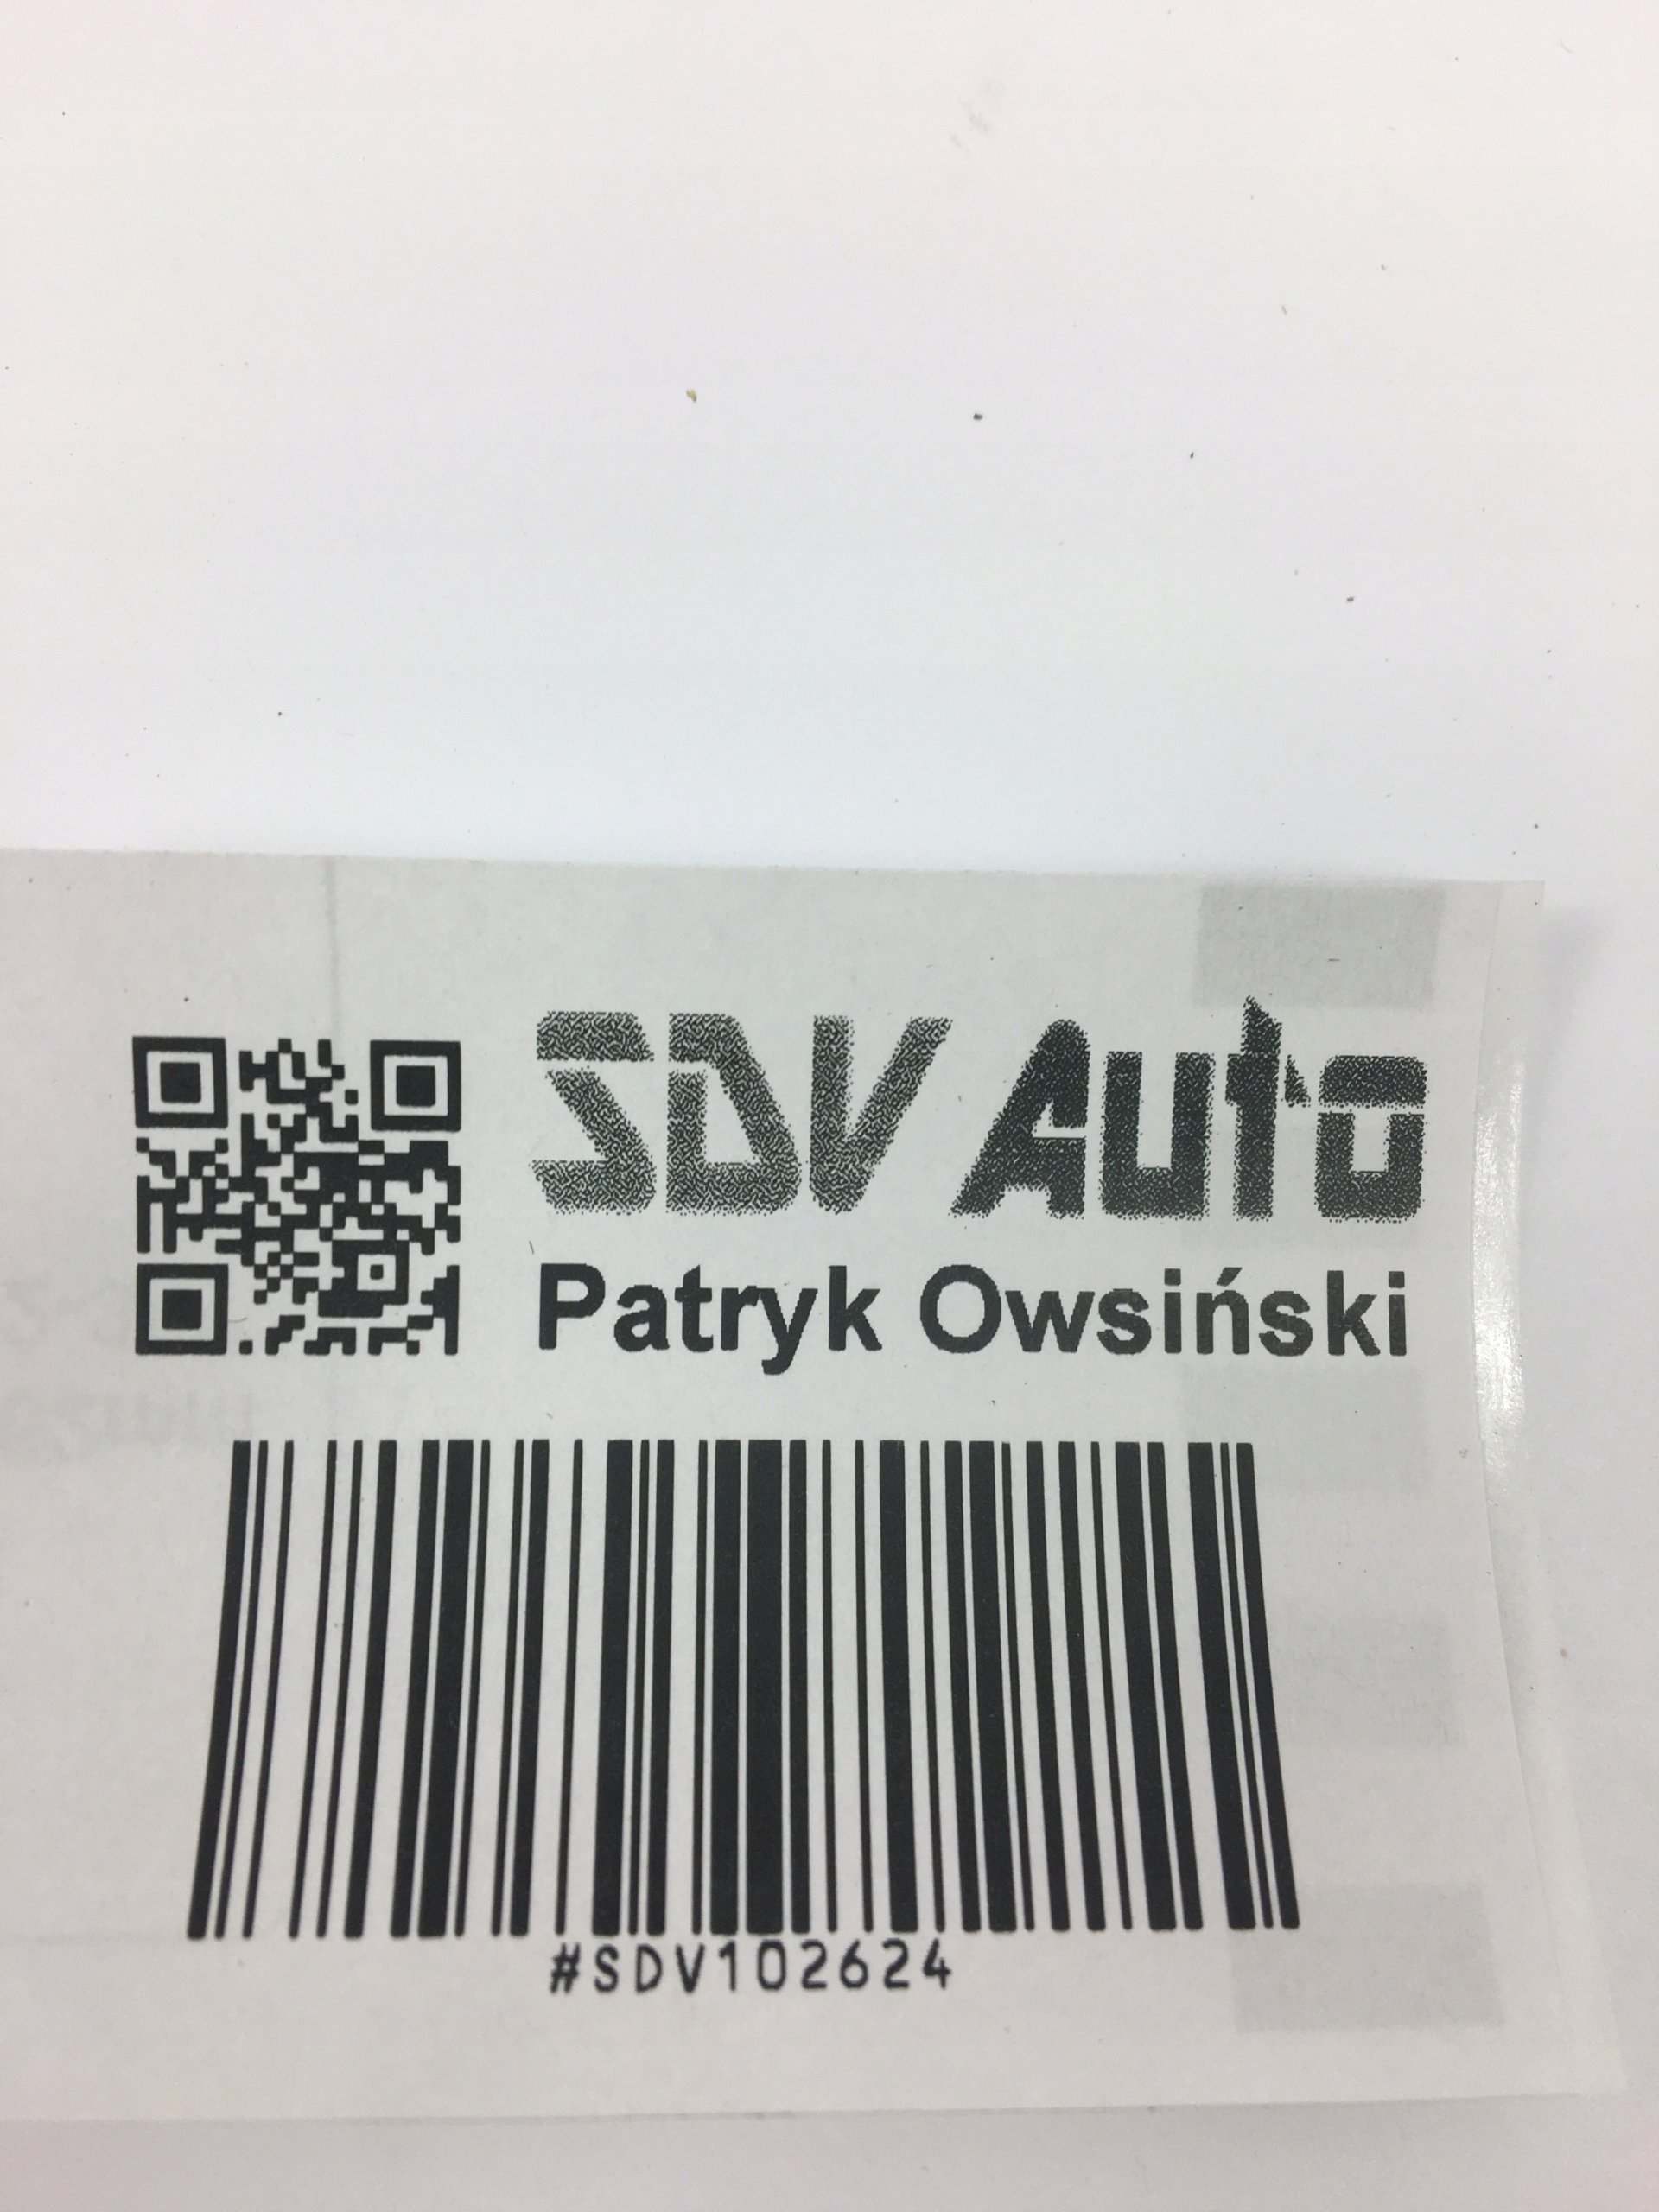 SDV Auto
Patryk Owsiński
#SDV102624